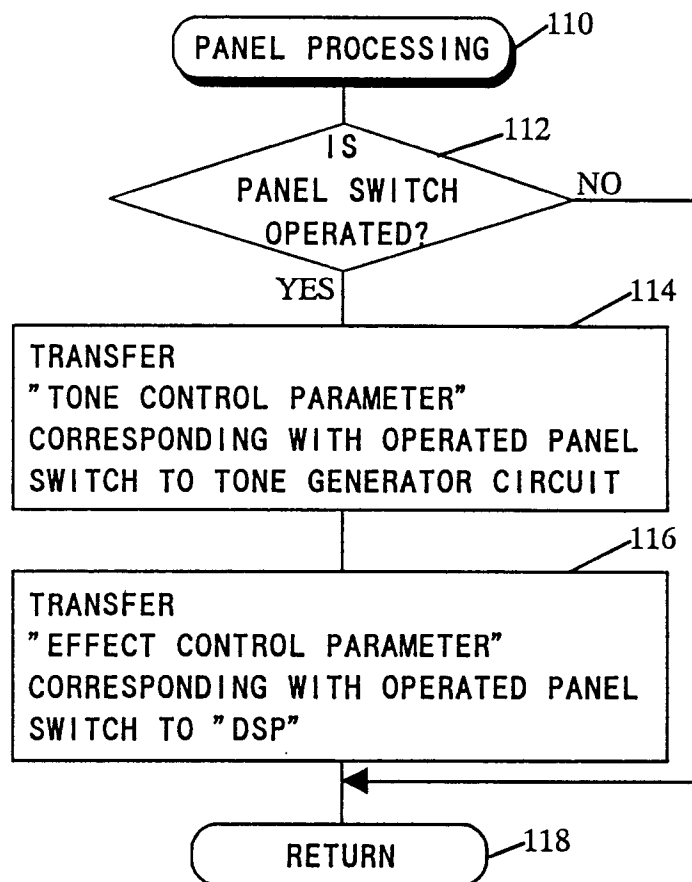 PANEL PROCESSING
110
112
IS
PANEL SWITCH
OPERATED?
NO
YES
114
TRANSFER
"TONE CONTROL PARAMETER"
CORRESPONDING WITH OPERATED PANEL
SWITCH TO TONE GENERATOR CIRCUIT
116
TRANSFER
"EFFECT CONTROL PARAMETER"
CORRESPONDING WITH OPERATED PANEL
SWITCH TO "DSP"
RETURN
118